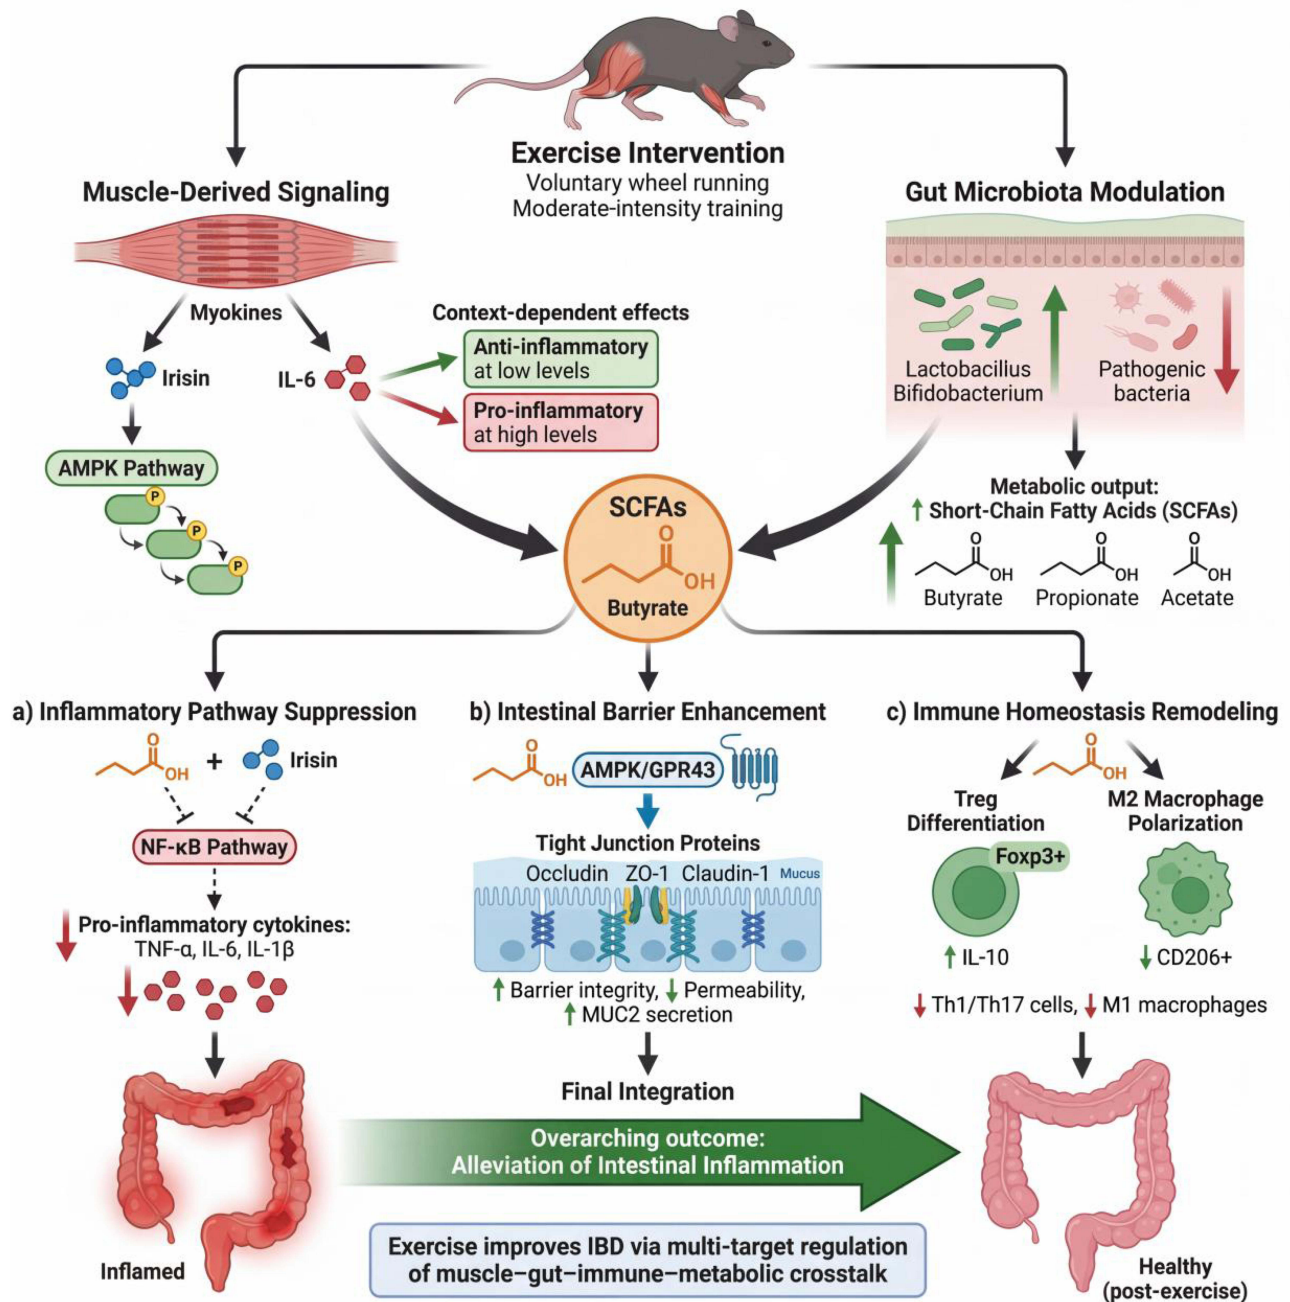 Exercise Intervention
Voluntary wheel running
Moderate-intensity training
Muscle-Derived Signaling
Myokines
Irisin
IL-6
Context-dependent effects
Anti-inflammatory
at low levels
Pro-inflammatory
at high levels
AMPK Pathway
P
P
P
Gut Microbiota Modulation
Lactobacillus
Bifidobacterium
Pathogenic
bacteria
Metabolic output:
↑ Short-Chain Fatty Acids (SCFAs)
O
OH
Butyrate
O
OH
Propionate
O
OH
Acetate
SCFAs
O
OH
Butyrate
a) Inflammatory Pathway Suppression
O
OH
+
Irisin
NF-κB Pathway
Pro-inflammatory cytokines:
TNF-α, IL-6, IL-1β
Inflamed
b) Intestinal Barrier Enhancement
O
OH
AMPK/GPR43
Tight Junction Proteins
Occludin ZO-1 Claudin-1 Mucus
↑ Barrier integrity, ↓ Permeability,
↑ MUC2 secretion
Final Integration
Overarching outcome:
Alleviation of Intestinal Inflammation
Exercise improves IBD via multi-target regulation
of muscle–gut–immune–metabolic crosstalk
c) Immune Homeostasis Remodeling
O
OH
Treg
Differentiation
Foxp3+
↑ IL-10
M2 Macrophage
Polarization
↓ CD206+
↓ Th1/Th17 cells, ↓ M1 macrophages
Healthy
(post-exercise)